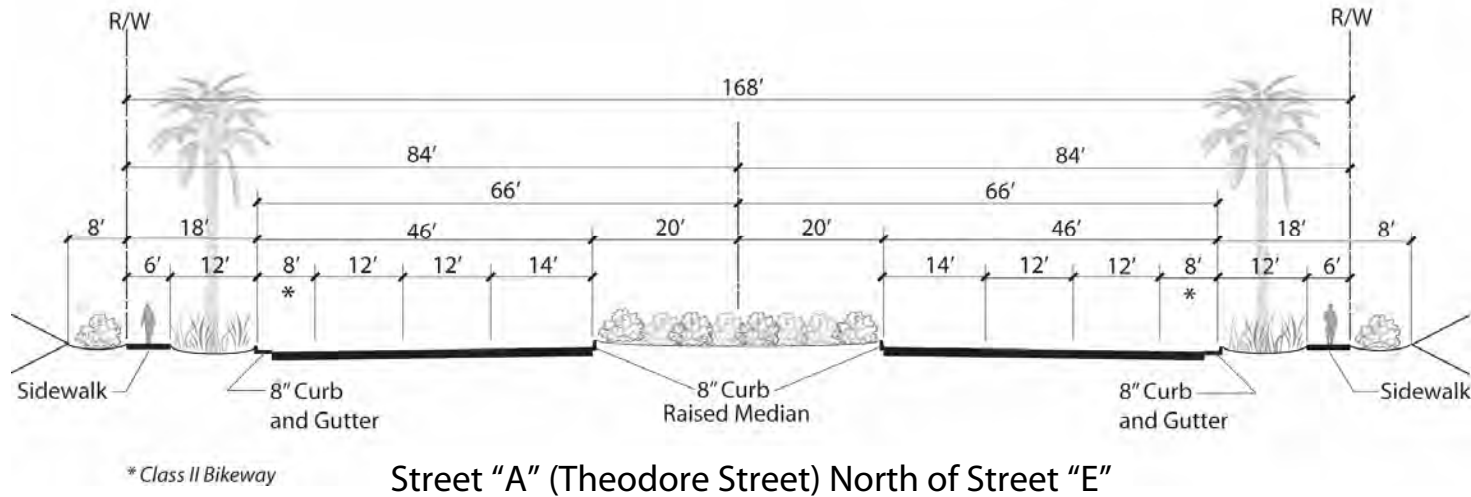 R/W R/W
168’
84’ 84’
66’ 66’
8’ 18’ 46’ 20’ 20’ 46’ 18’ 8’
6’ 12’ 8’ 12’ 12’ 14’ 14’ 12’ 12’ 8’ 12’ 6’
* *
Sidewalk 8” Curb 8” Curb 8” Curb Sidewalk
and Gutter Raised Median and Gutter
* Class II Bikeway
Street “A” (Theodore Street) North of Street “E”